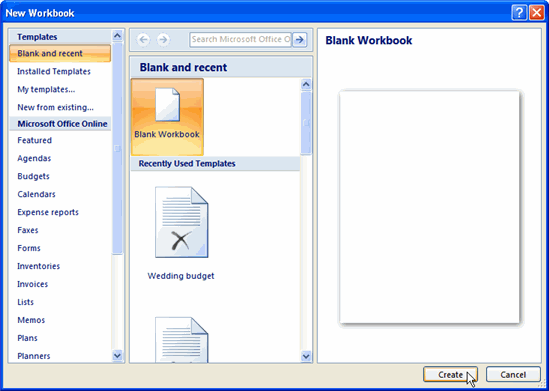 New Workbook
Templates
Blank and recent
Installed Templates
My templates...
New from existing...
Microsoft Office Online
Featured
Agendas
Budgets
Calendars
Expense reports
Faxes
Forms
Inventories
Invoices
Lists
Memos
Plans
Planners
Search Microsoft Office O
Blank and recent
Blank Workbook
Recently Used Templates
Wedding budget
Blank Workbook
Create
Cancel